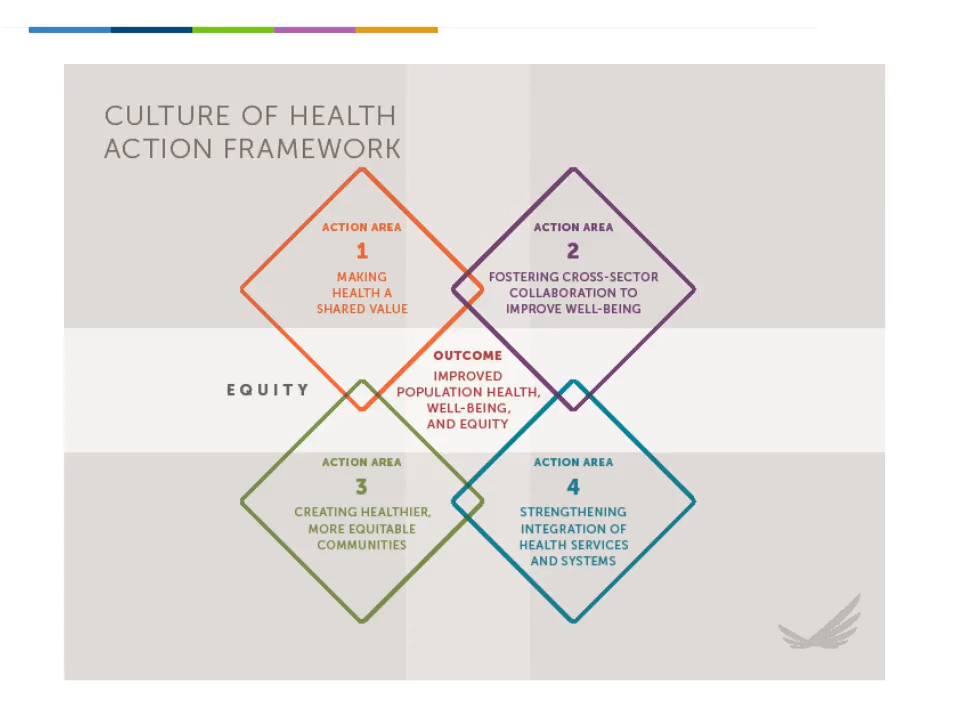 CULTURE OF HEALTH
ACTION FRAMEWORK
ACTION AREA
1
MAKING
HEALTH A
SHARED VALUE
ACTION AREA
2
FOSTERING CROSS-SECTOR
COLLABORATION TO
IMPROVE WELL-BEING
EQUITY
OUTCOME
IMPROVED
POPULATION HEALTH,
WELL-BEING,
AND EQUITY
ACTION AREA
3
CREATING HEALTHIER,
MORE EQUITABLE
COMMUNITIES
ACTION AREA
4
STRENGTHENING
INTEGRATION OF
HEALTH SERVICES
AND SYSTEMS